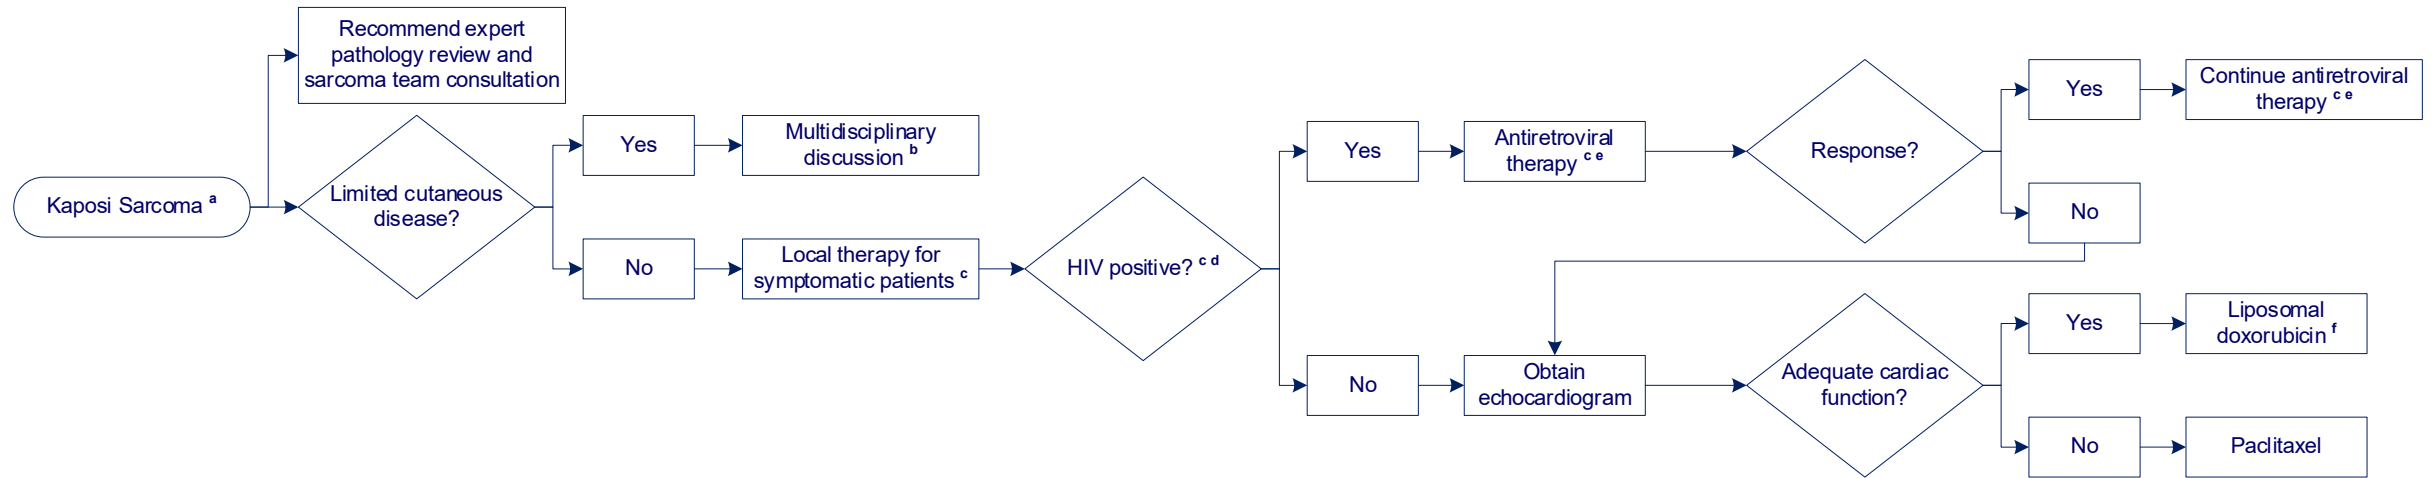 Recommend expert
pathology review and
sarcoma team consultation
Kaposi Sarcoma a
Limited cutaneous
disease?
Yes
Multidisciplinary
discussion b
No
Local therapy for
symptomatic patients c
HIV positive? c d
Yes
Antiretroviral
therapy c e
Response?
Yes
Continue antiretroviral
therapy c e
No
No
Obtain
echocardiogram
Adequate cardiac
function?
Yes
Liposomal
doxorubicin f
No
Paclitaxel